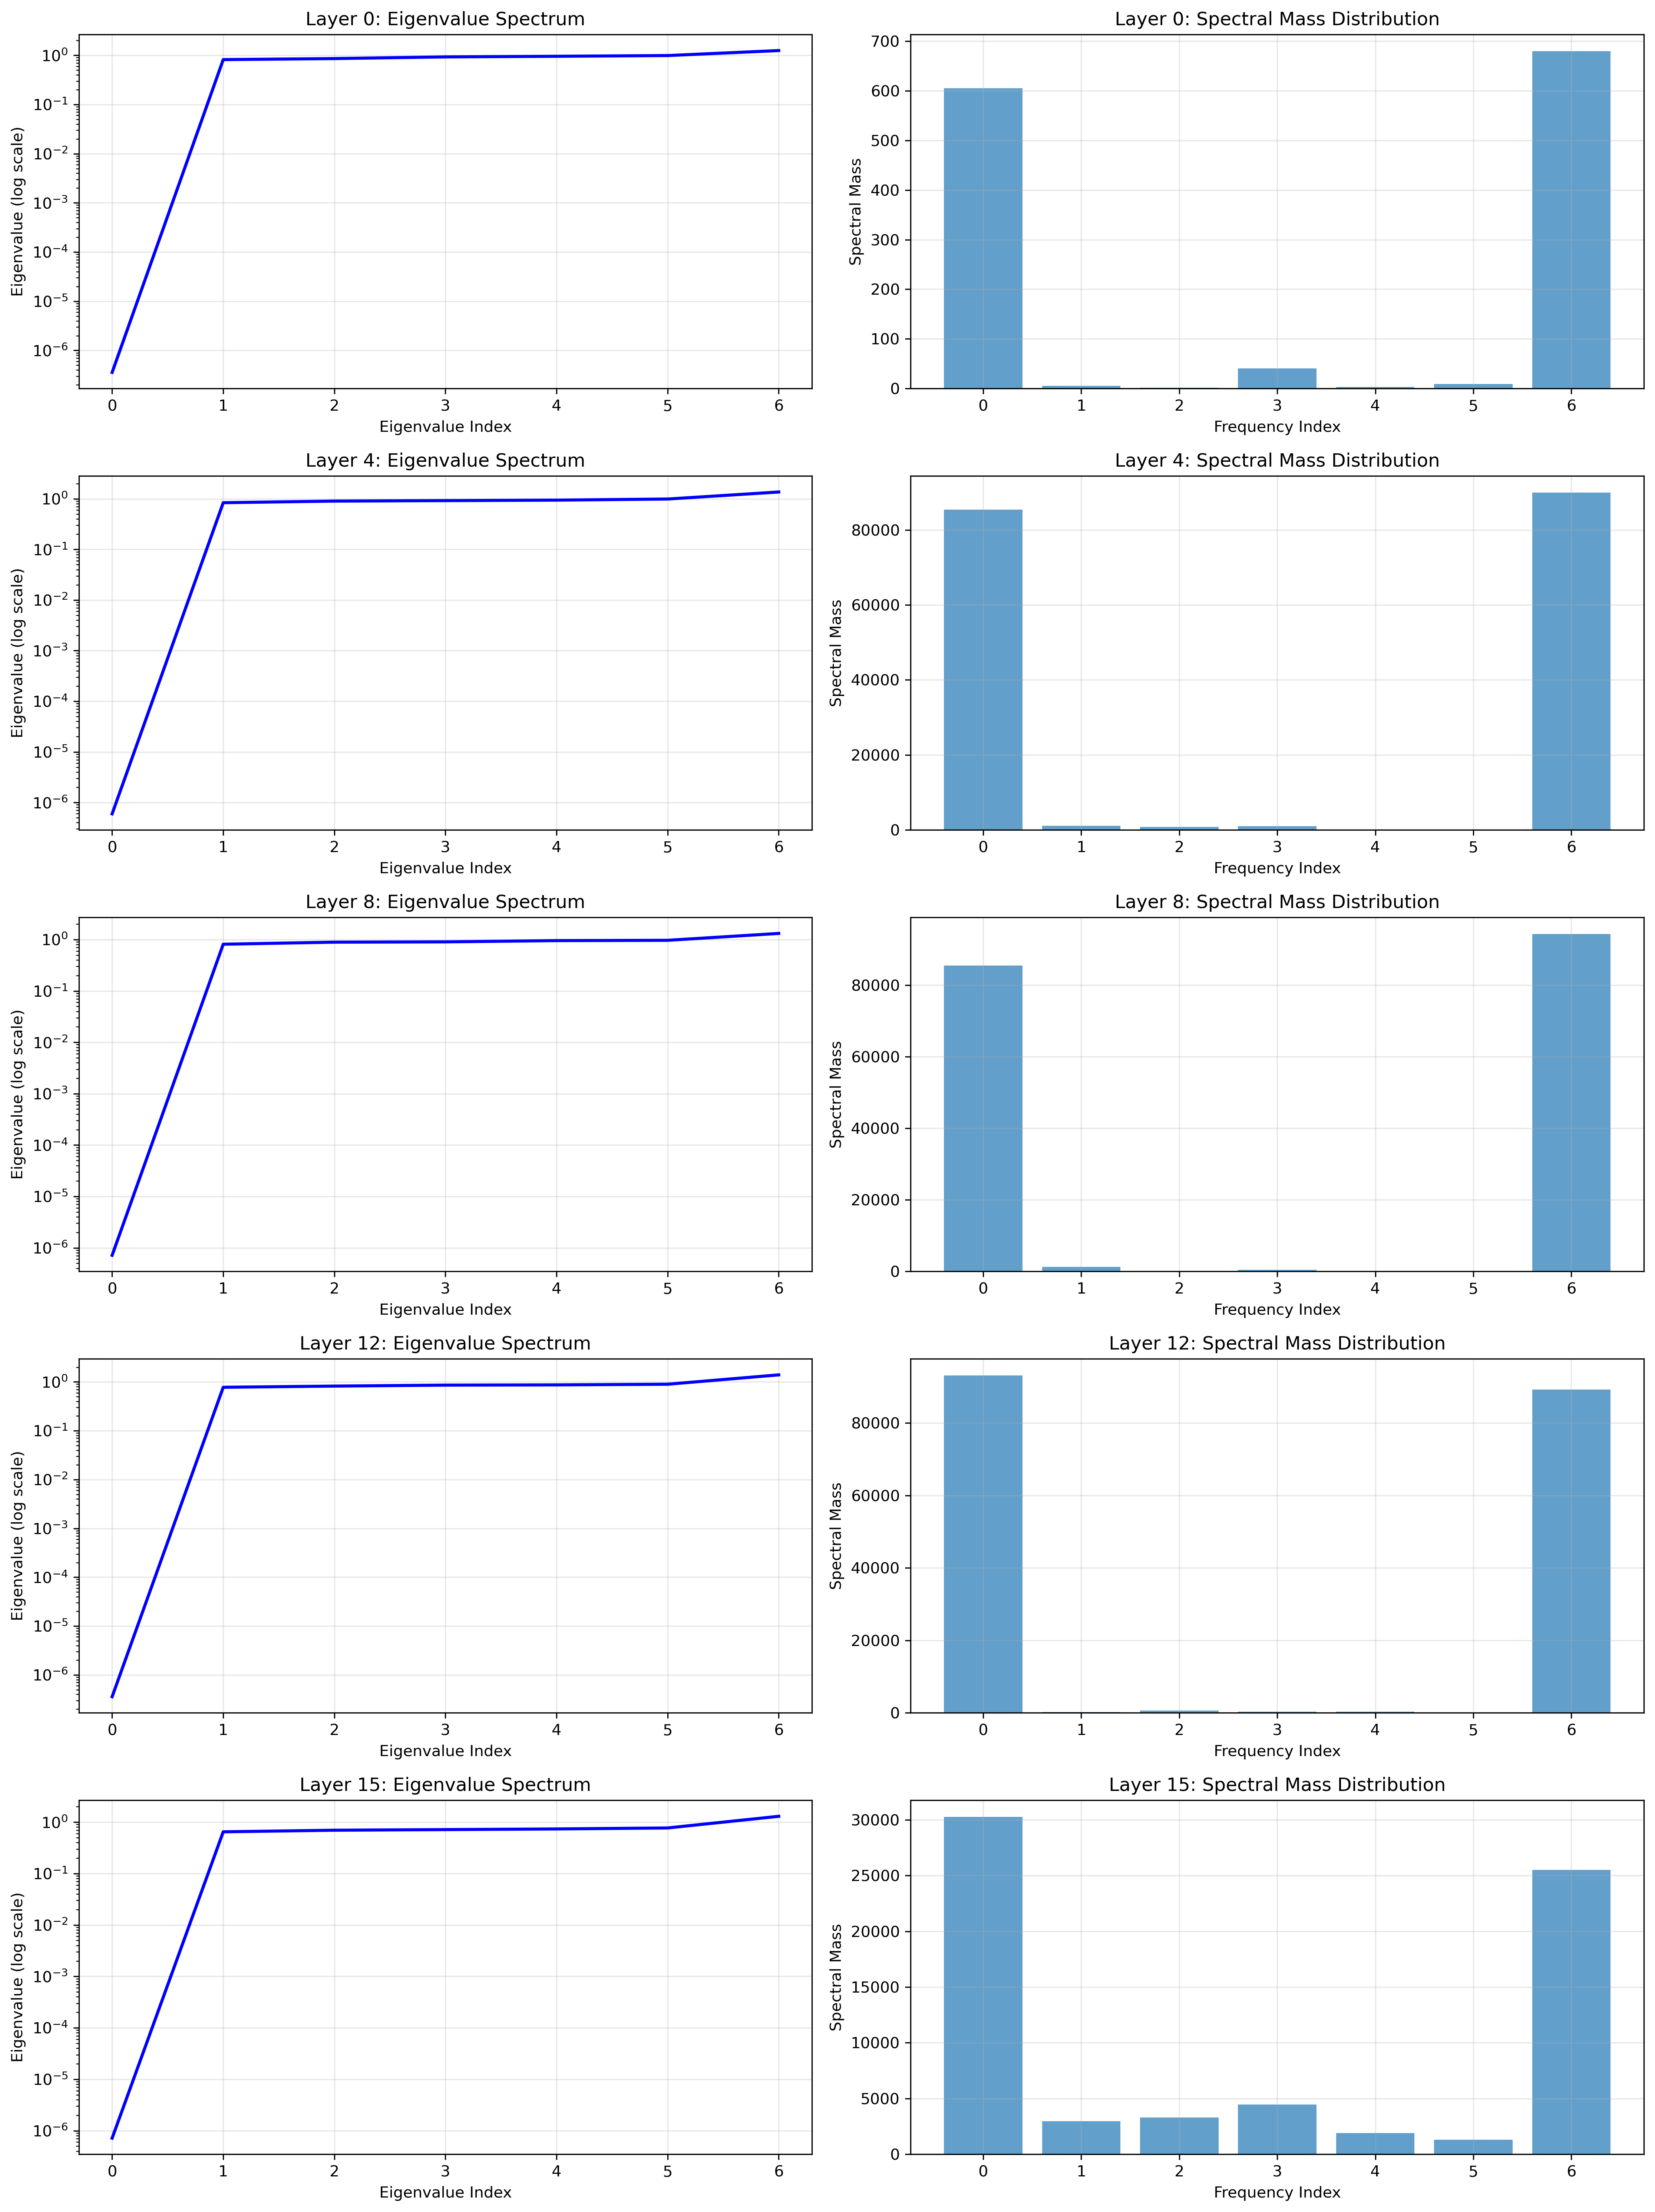 Layer 0: Eigenvalue Spectrum
Eigenvalue (log scale)
10⁰
10⁻¹
10⁻²
10⁻³
10⁻⁴
10⁻⁵
10⁻⁶
0 1 2 3 4 5 6
Eigenvalue Index
Layer 0: Spectral Mass Distribution
Spectral Mass
700
600
500
400
300
200
100
0
0 1 2 3 4 5 6
Frequency Index
Layer 4: Eigenvalue Spectrum
Eigenvalue (log scale)
10⁰
10⁻¹
10⁻²
10⁻³
10⁻⁴
10⁻⁵
10⁻⁶
0 1 2 3 4 5 6
Eigenvalue Index
Layer 4: Spectral Mass Distribution
Spectral Mass
80000
60000
40000
20000
0
0 1 2 3 4 5 6
Frequency Index
Layer 8: Eigenvalue Spectrum
Eigenvalue (log scale)
10⁰
10⁻¹
10⁻²
10⁻³
10⁻⁴
10⁻⁵
10⁻⁶
0 1 2 3 4 5 6
Eigenvalue Index
Layer 8: Spectral Mass Distribution
Spectral Mass
80000
60000
40000
20000
0
0 1 2 3 4 5 6
Frequency Index
Layer 12: Eigenvalue Spectrum
Eigenvalue (log scale)
10⁰
10⁻¹
10⁻²
10⁻³
10⁻⁴
10⁻⁵
10⁻⁶
0 1 2 3 4 5 6
Eigenvalue Index
Layer 12: Spectral Mass Distribution
Spectral Mass
80000
60000
40000
20000
0
0 1 2 3 4 5 6
Frequency Index
Layer 15: Eigenvalue Spectrum
Eigenvalue (log scale)
10⁰
10⁻¹
10⁻²
10⁻³
10⁻⁴
10⁻⁵
10⁻⁶
0 1 2 3 4 5 6
Eigenvalue Index
Layer 15: Spectral Mass Distribution
Spectral Mass
30000
25000
20000
15000
10000
5000
0
0 1 2 3 4 5 6
Frequency Index